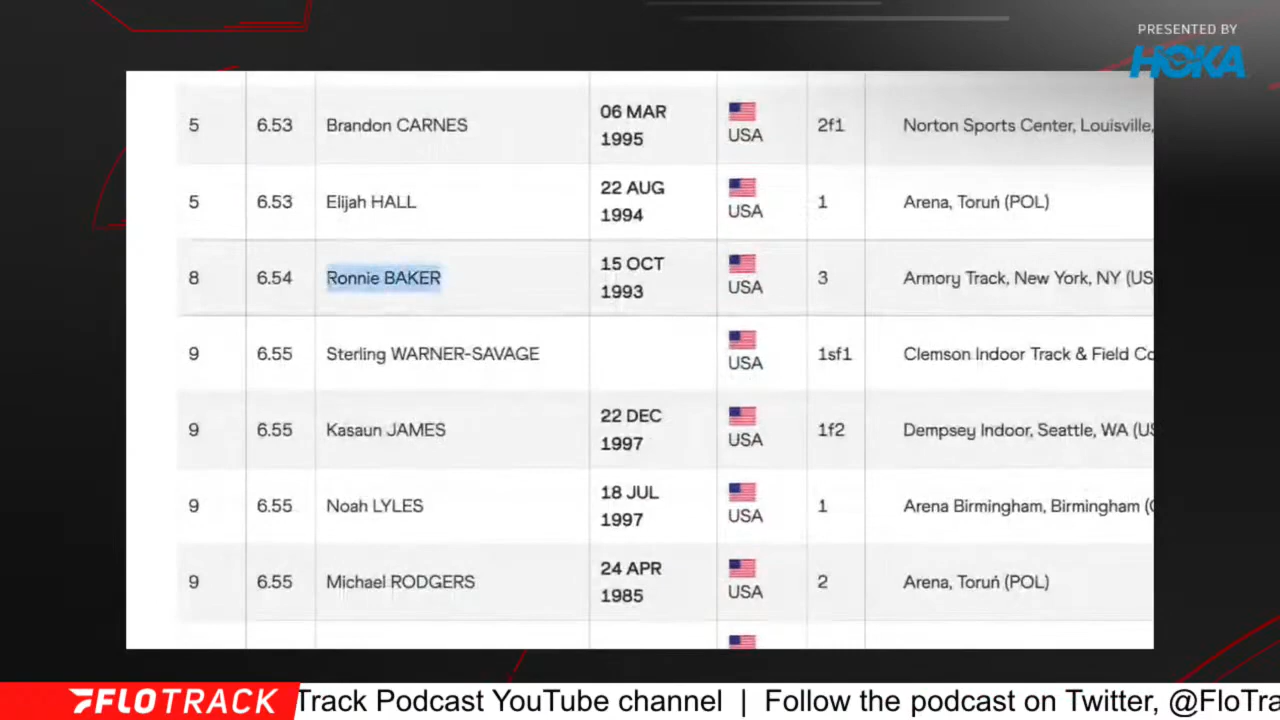 PRESENTED BY
HOKA
5 6.53 Brandon CARNES 06 MAR 1995 USA 2f1 Norton Sports Center, Louisville,
5 6.53 Elijah HALL 22 AUG 1994 USA 1 Arena, Toruń (POL)
8 6.54 Ronnie BAKER 15 OCT 1993 USA 3 Armory Track, New York, NY (US
9 6.55 Sterling WARNER-SAVAGE USA 1sf1 Clemson Indoor Track & Field Co
9 6.55 Kasaun JAMES 22 DEC 1997 USA 1f2 Dempsey Indoor, Seattle, WA (US
9 6.55 Noah LYLES 18 JUL 1997 USA 1 Arena Birmingham, Birmingham (
9 6.55 Michael RODGERS 24 APR 1985 USA 2 Arena, Toruń (POL)
FLOTRACK Track Podcast YouTube channel | Follow the podcast on Twitter, @FloTra